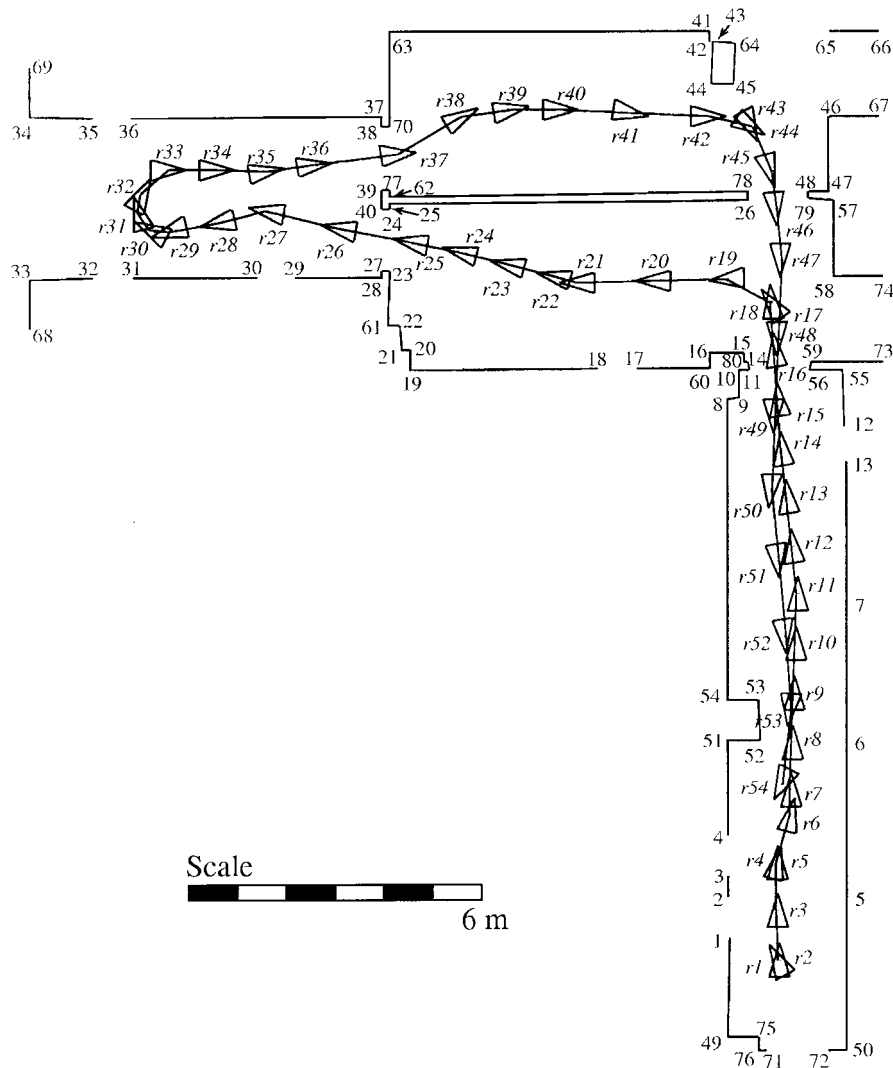 41 43
63 42 64 65 66
69
44 45
37 r38 r39 r40 r43 46 67
34 35 36 38 70 r41 r42 r44
r33 r34 r35 r36 r37 r45
r32 77 62 78 48 47
39
40 25 26 79 57
r31 24
r30 r29 r28 r27 r26 r25 r24 r46
33 32 31 30 29 27 23 r23 r22 r21 r20 r19 r47
28 58 74
r18 r17
68 61 22 r48
21 20 16 15 14 59 73
19 18 17 60 80 10 11 r16 56 55
8 9 r15
r49 12
r14
13
r50 r13
r12
r51 r11
7
r52 r10
54 53 r9
r53
51 52 r8 6
r54 r7
4 r6
Scale
3 r4 r5
2 5
6 m r3
1
r1 r2
75
49 76 71 72 50